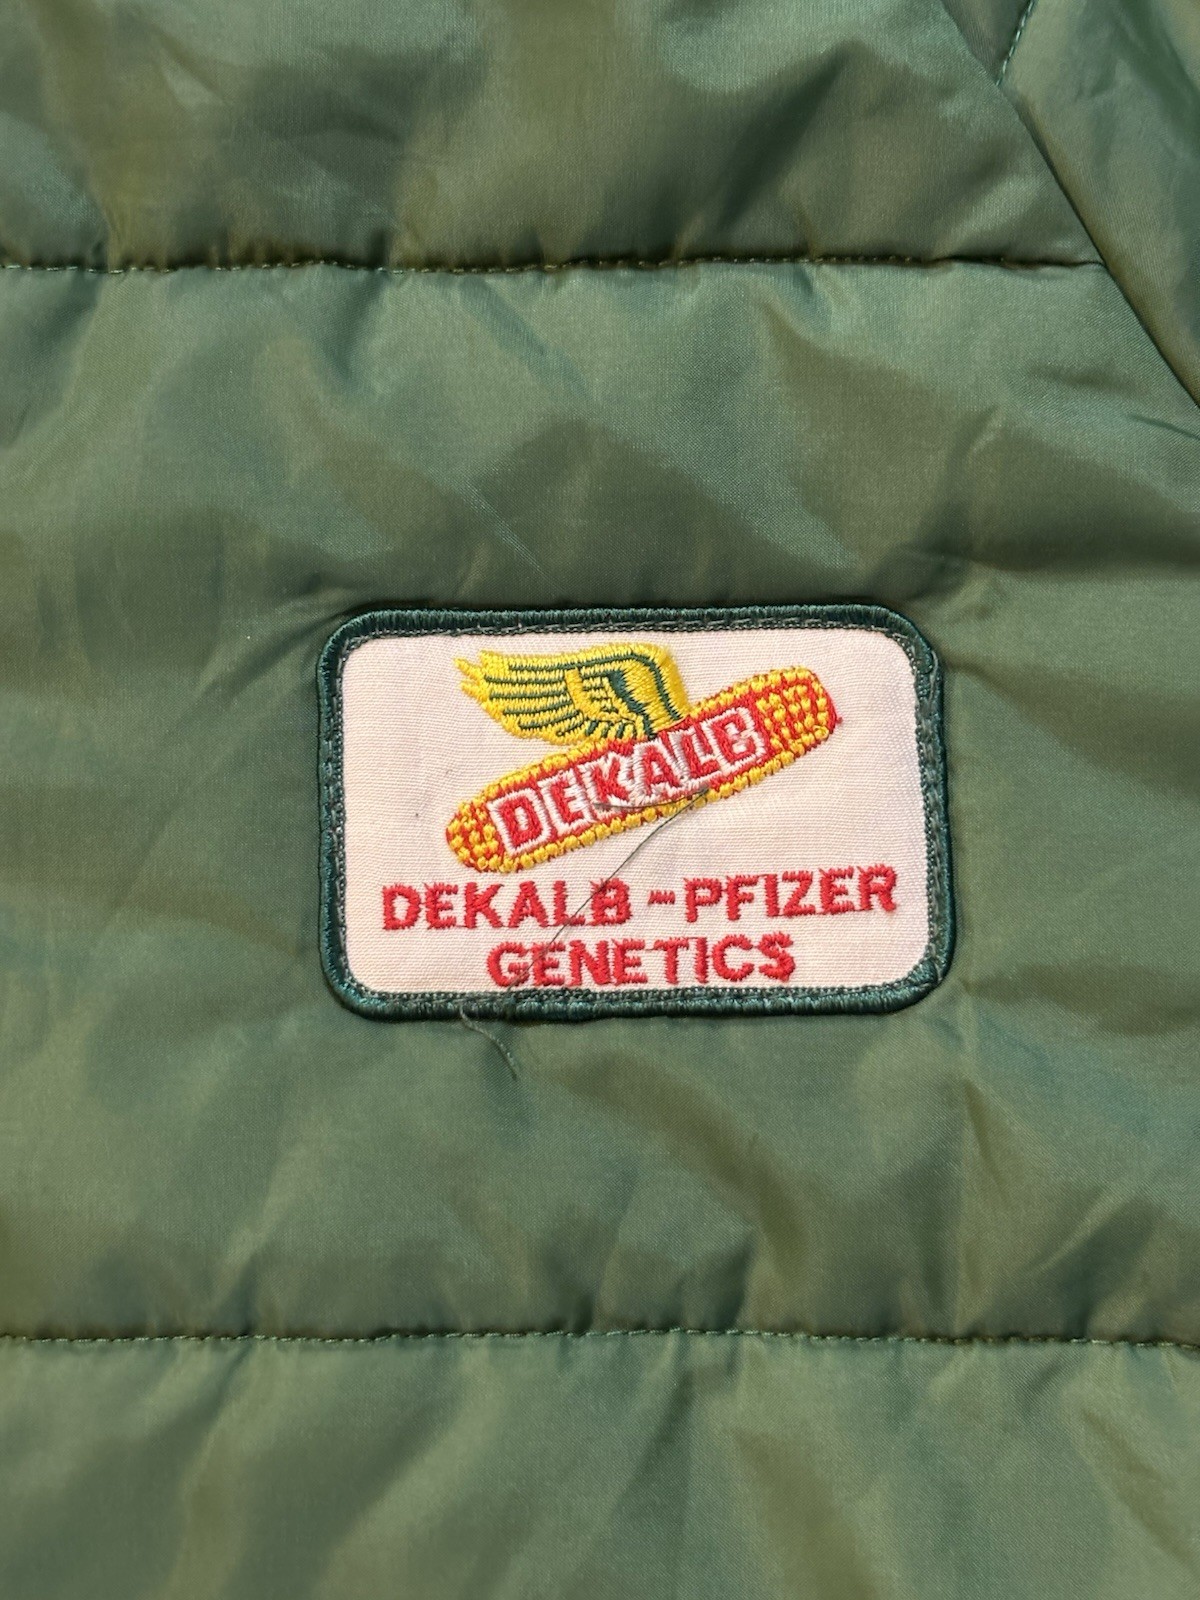 DEKALB
DEKALB - PFIZER
GENETICS